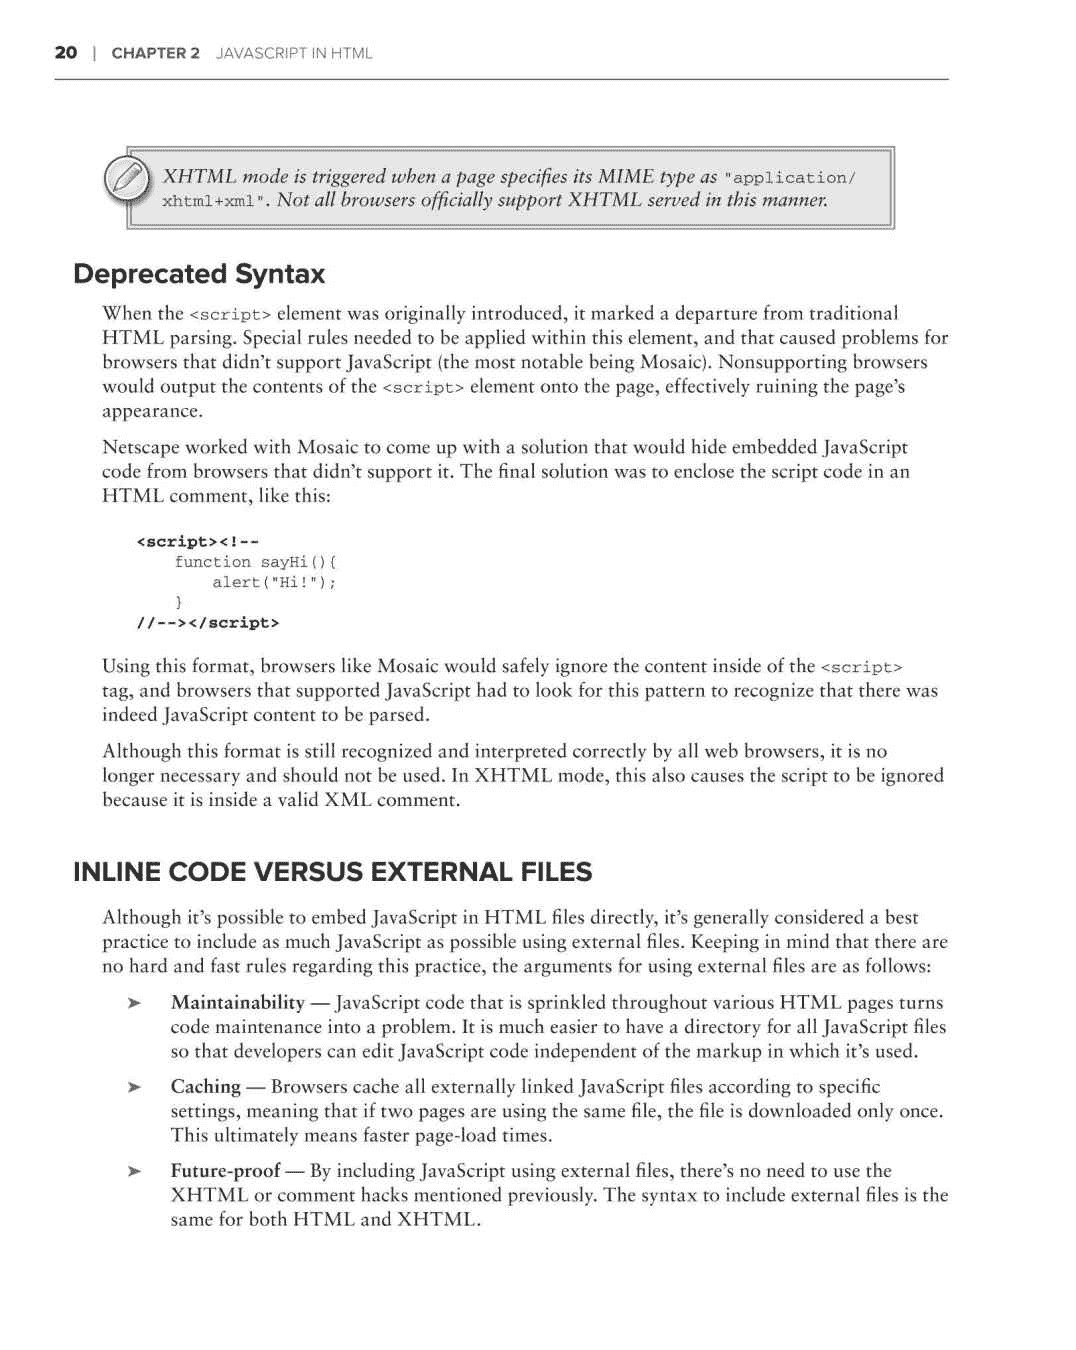 20 | CHAPTER 2 JAVASCRIPT IN HTML
XHTML mode is triggered when a page specifies its MIME type as "application/
xhtml+xml". Not all browsers officially support XHTML served in this manner.
Deprecated Syntax
When the <script> element was originally introduced, it marked a departure from traditional
HTML parsing. Special rules needed to be applied within this element, and that caused problems for
browsers that didn’t support JavaScript (the most notable being Mosaic). Nonsupporting browsers
would output the contents of the <script> element onto the page, effectively ruining the page’s
appearance.
Netscape worked with Mosaic to come up with a solution that would hide embedded JavaScript
code from browsers that didn’t support it. The final solution was to enclose the script code in an
HTML comment, like this:
<script><!--
    function sayHi(){
        alert("Hi!");
    }
//--></script>
Using this format, browsers like Mosaic would safely ignore the content inside of the <script>
tag, and browsers that supported JavaScript had to look for this pattern to recognize that there was
indeed JavaScript content to be parsed.
Although this format is still recognized and interpreted correctly by all web browsers, it is no
longer necessary and should not be used. In XHTML mode, this also causes the script to be ignored
because it is inside a valid XML comment.
INLINE CODE VERSUS EXTERNAL FILES
Although it’s possible to embed JavaScript in HTML files directly, it’s generally considered a best
practice to include as much JavaScript as possible using external files. Keeping in mind that there are
no hard and fast rules regarding this practice, the arguments for using external files are as follows:
➤ Maintainability — JavaScript code that is sprinkled throughout various HTML pages turns
code maintenance into a problem. It is much easier to have a directory for all JavaScript files
so that developers can edit JavaScript code independent of the markup in which it’s used.
➤ Caching — Browsers cache all externally linked JavaScript files according to specific
settings, meaning that if two pages are using the same file, the file is downloaded only once.
This ultimately means faster page-load times.
➤ Future-proof — By including JavaScript using external files, there’s no need to use the
XHTML or comment hacks mentioned previously. The syntax to include external files is the
same for both HTML and XHTML.